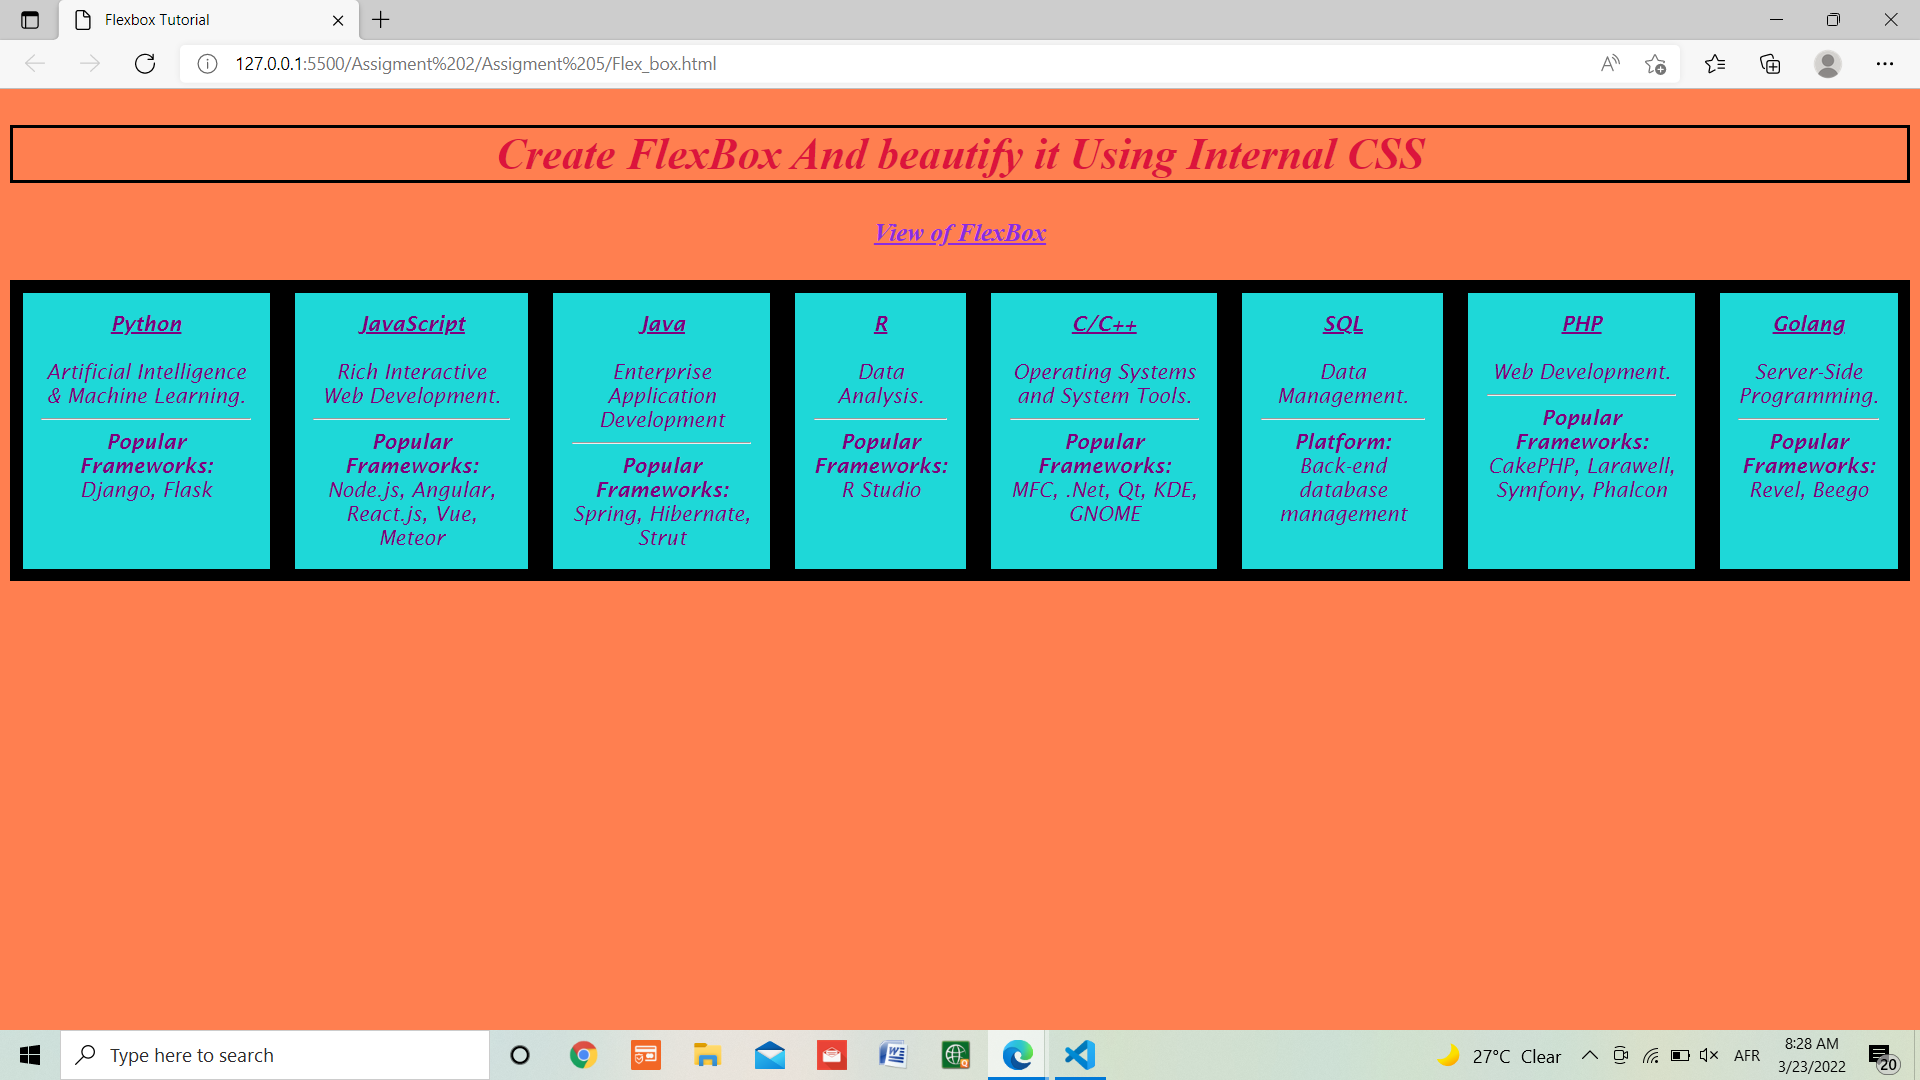 Flexbox Tutorial
127.0.0.1:5500/Assigment%202/Assigment%205/Flex_box.html
Create FlexBox And beautify it Using Internal CSS
View of FlexBox
Python
Artificial Intelligence
& Machine Learning.
Popular
Frameworks:
Django, Flask
JavaScript
Rich Interactive
Web Development.
Popular
Frameworks:
Node.js, Angular,
React.js, Vue,
Meteor
Java
Enterprise
Application
Development
Popular
Frameworks:
Spring, Hibernate,
Strut
R
Data
Analysis.
Popular
Frameworks:
R Studio
C/C++
Operating Systems
and System Tools.
Popular
Frameworks:
MFC, .Net, Qt, KDE,
GNOME
SQL
Data
Management.
Platform:
Back-end
database
management
PHP
Web Development.
Popular
Frameworks:
CakePHP, Larawell,
Symfony, Phalcon
Golang
Server-Side
Programming.
Popular
Frameworks:
Revel, Beego
Type here to search
27°C Clear
AFR
8:28 AM
3/23/2022
20